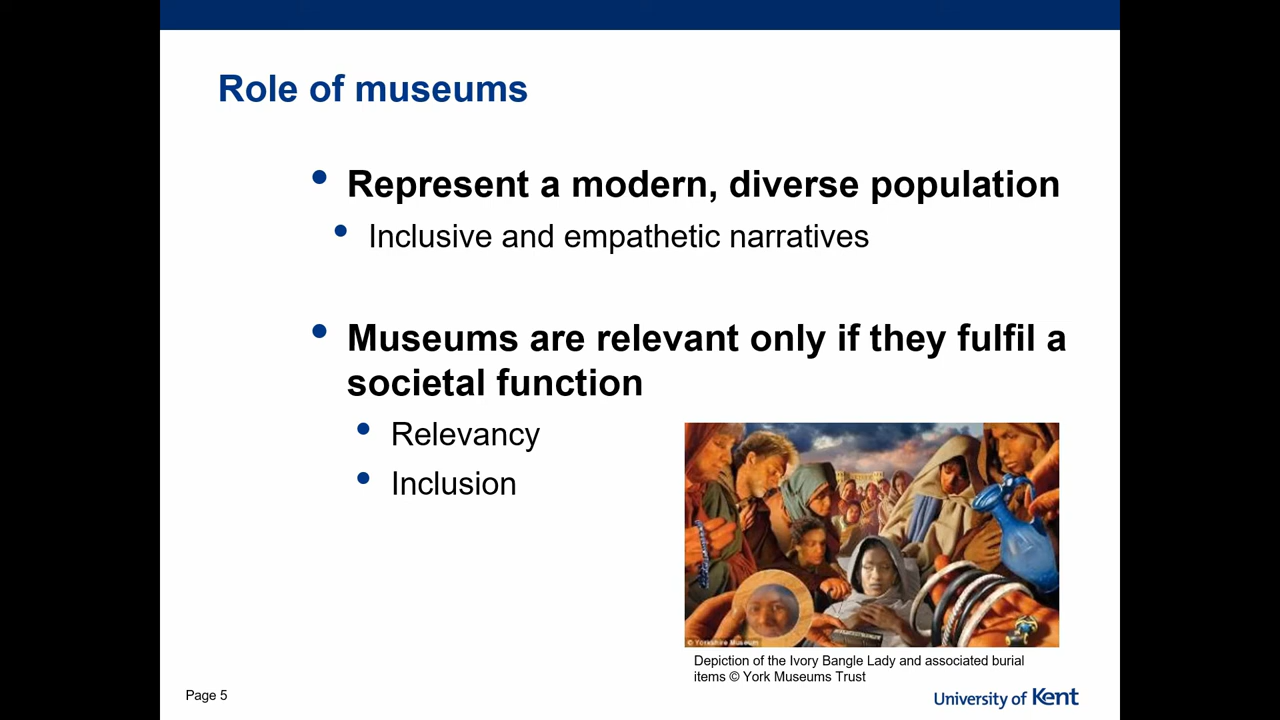 Role of museums
Represent a modern, diverse population
Inclusive and empathetic narratives
Museums are relevant only if they fulfil a
societal function
Relevancy
Inclusion
© Yorkshire Museum
Depiction of the Ivory Bangle Lady and associated burial
items © York Museums Trust
Page 5
University of Kent